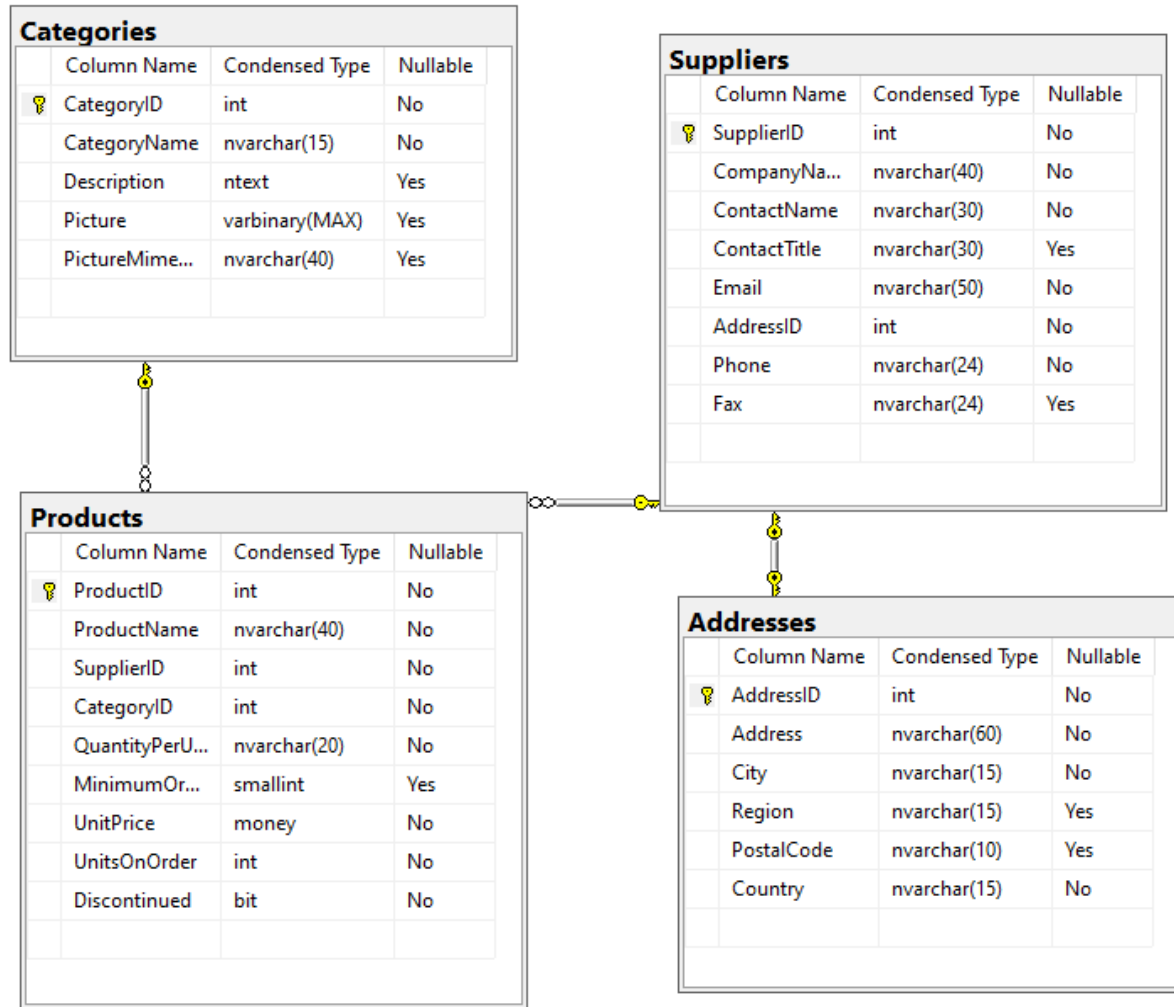 Categories
Column Name Condensed Type Nullable
CategoryID int No
CategoryName nvarchar(15) No
Description ntext Yes
Picture varbinary(MAX) Yes
PictureMime... nvarchar(40) Yes
Suppliers
Column Name Condensed Type Nullable
SupplierID int No
CompanyNa... nvarchar(40) No
ContactName nvarchar(30) No
ContactTitle nvarchar(30) Yes
Email nvarchar(50) No
AddressID int No
Phone nvarchar(24) No
Fax nvarchar(24) Yes
Products
Column Name Condensed Type Nullable
ProductID int No
ProductName nvarchar(40) No
SupplierID int No
CategoryID int No
QuantityPerU... nvarchar(20) No
MinimumOr... smallint Yes
UnitPrice money No
UnitsOnOrder int No
Discontinued bit No
Addresses
Column Name Condensed Type Nullable
AddressID int No
Address nvarchar(60) No
City nvarchar(15) No
Region nvarchar(15) Yes
PostalCode nvarchar(10) Yes
Country nvarchar(15) No